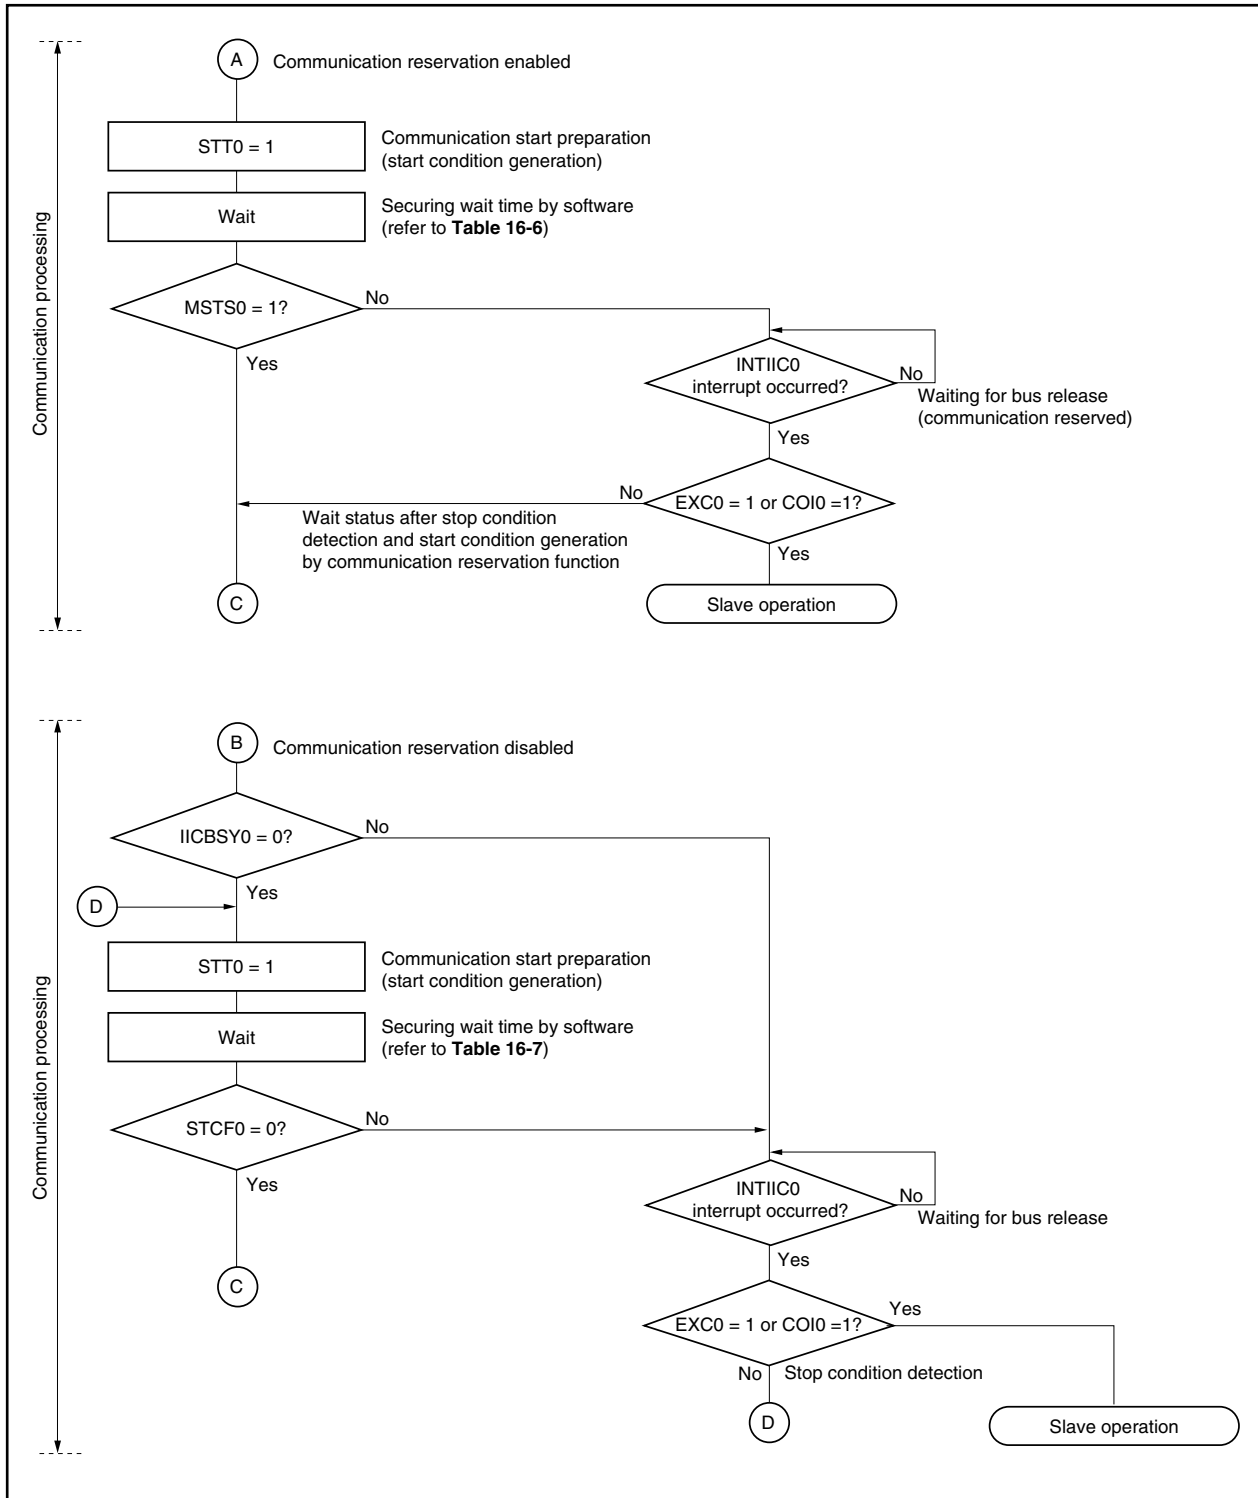 A
Communication reservation enabled
STT0 = 1
Communication start preparation
(start condition generation)
Wait
Securing wait time by software
(refer to Table 16-6)
MSTS0 = 1?
No
Yes
INTIIC0
interrupt occurred?
No
Waiting for bus release
(communication reserved)
Yes
EXC0 = 1 or COI0 =1?
No
Wait status after stop condition
detection and start condition generation
by communication reservation function
Yes
C
Slave operation
Communication processing
B
Communication reservation disabled
IICBSY0 = 0?
No
Yes
D
STT0 = 1
Communication start preparation
(start condition generation)
Wait
Securing wait time by software
(refer to Table 16-7)
STCF0 = 0?
No
Yes
INTIIC0
interrupt occurred?
No
Waiting for bus release
Yes
C
EXC0 = 1 or COI0 =1?
Yes
No
Stop condition detection
D
Slave operation
Communication processing